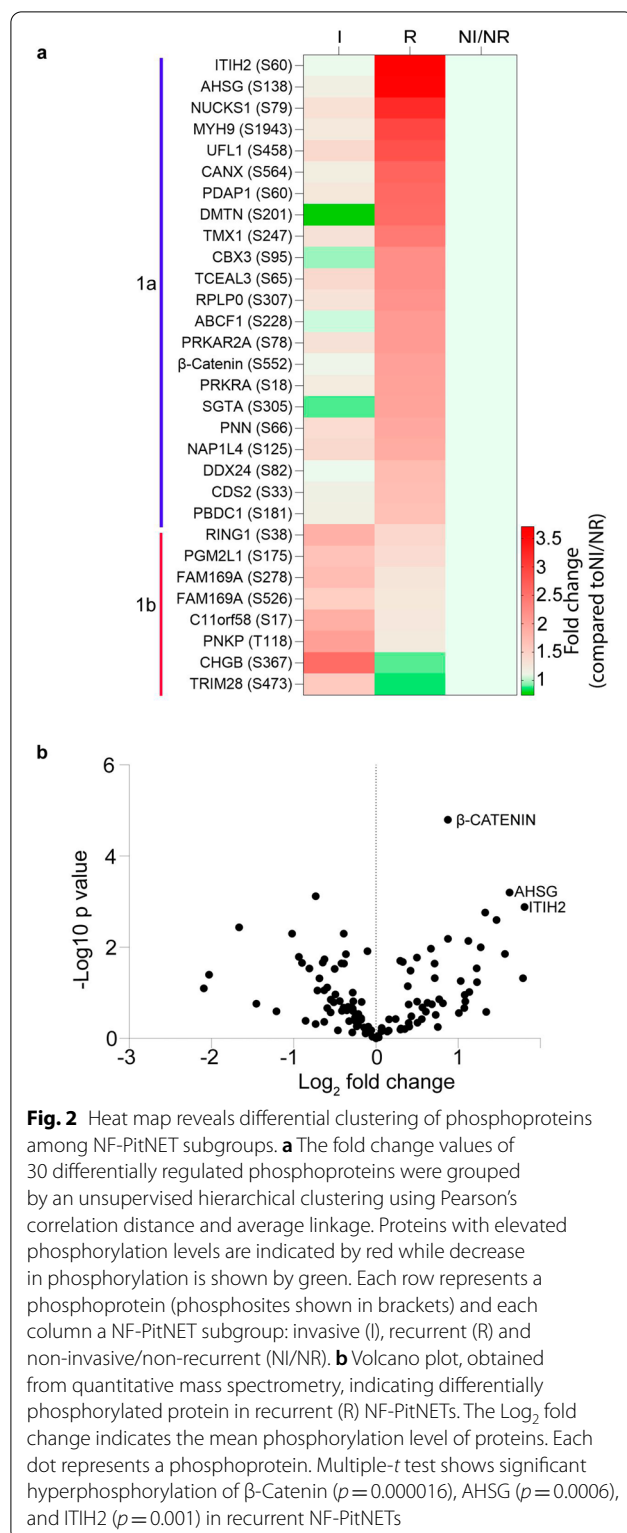 a
I R NI/NR
ITIH2 (S60)
AHSG (S138)
NUCKS1 (S79)
MYH9 (S1943)
UFL1 (S458)
CANX (S564)
PDAP1 (S60)
DMTN (S201)
TMX1 (S247)
CBX3 (S95)
1a
TCEAL3 (S65)
RPLP0 (S307)
ABCF1 (S228)
PRKAR2A (S78)
β-Catenin (S552)
PRKRA (S18)
SGTA (S305)
PNN (S66)
NAP1L4 (S125)
DDX24 (S82)
CDS2 (S33)
PBDC1 (S181)
RING1 (S38)
PGM2L1 (S175)
FAM169A (S278)
1b
FAM169A (S526)
C11orf58 (S17)
PNKP (T118)
CHGB (S367)
TRIM28 (S473)
3.5
3
2.5
2
1.5
1
Fold change
(compared toNI/NR)
b
6
4
2
0
-Log10 p value
β-CATENIN
AHSG
ITIH2
-3 -2 -1 0 1 2
Log₂ fold change
Fig. 2 Heat map reveals differential clustering of phosphoproteins
among NF-PitNET subgroups. a The fold change values of
30 differentially regulated phosphoproteins were grouped
by an unsupervised hierarchical clustering using Pearson's
correlation distance and average linkage. Proteins with elevated
phosphorylation levels are indicated by red while decrease
in phosphorylation is shown by green. Each row represents a
phosphoprotein (phosphosites shown in brackets) and each
column a NF-PitNET subgroup: invasive (I), recurrent (R) and
non-invasive/non-recurrent (NI/NR). b Volcano plot, obtained
from quantitative mass spectrometry, indicating differentially
phosphorylated protein in recurrent (R) NF-PitNETs. The Log₂ fold
change indicates the mean phosphorylation level of proteins. Each
dot represents a phosphoprotein. Multiple-t test shows significant
hyperphosphorylation of β-Catenin (p = 0.000016), AHSG (p = 0.0006),
and ITIH2 (p = 0.001) in recurrent NF-PitNETs